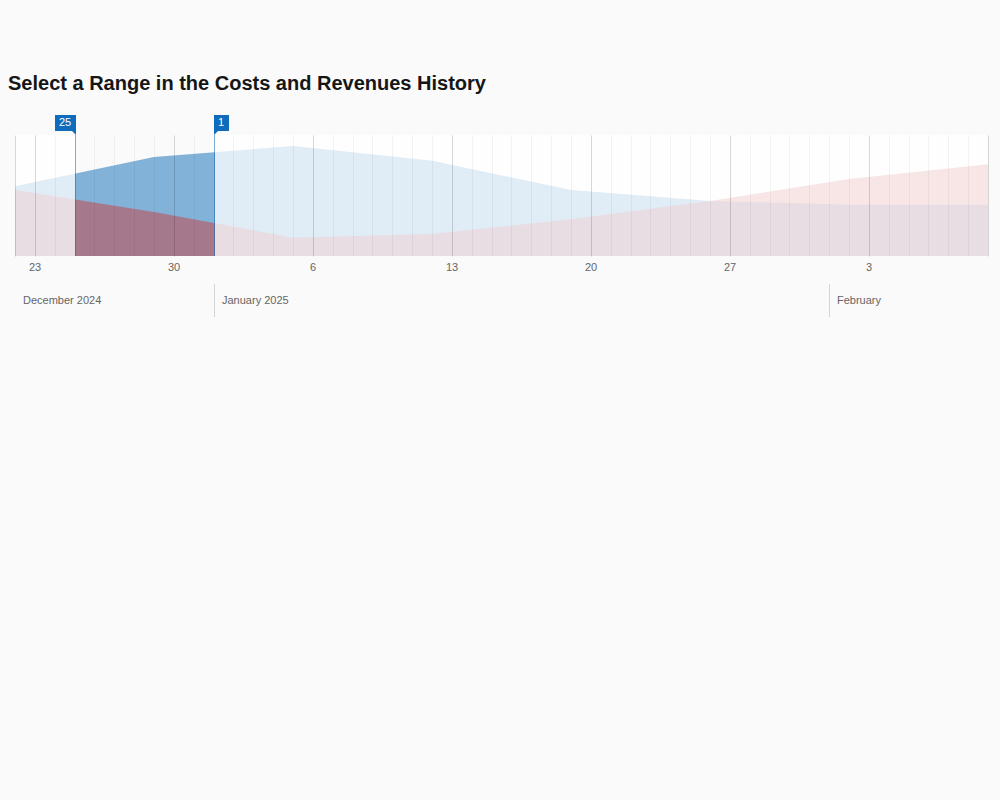 Select a Range in the Costs and Revenues History
25 1
23 30 6 13 20 27 3
December 2024 January 2025 February